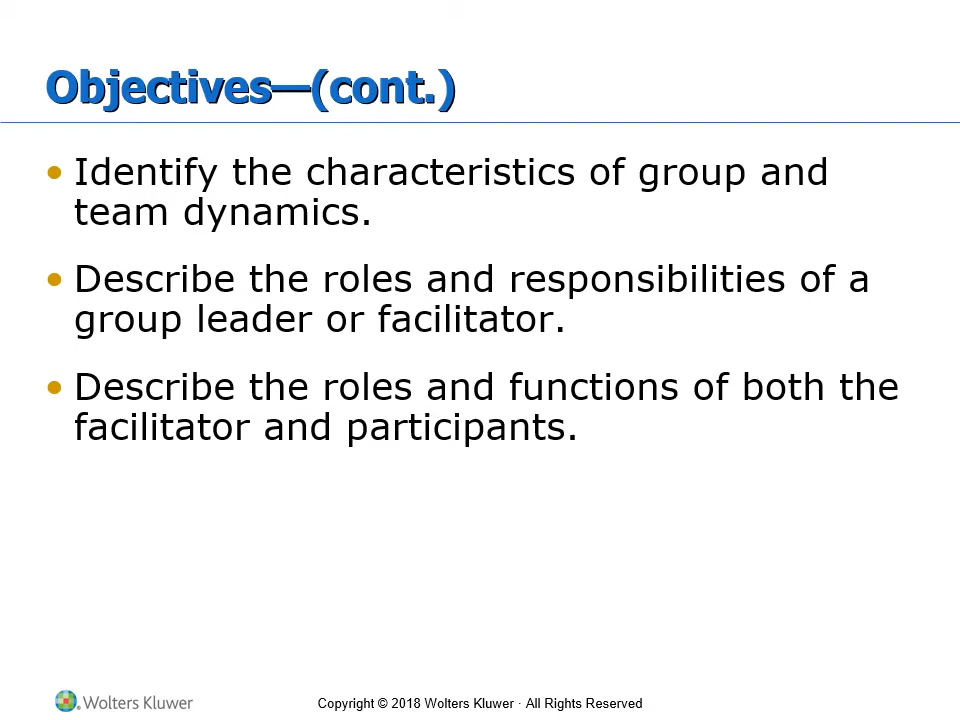 Objectives—(cont.)
• Identify the characteristics of group and
team dynamics.
• Describe the roles and responsibilities of a
group leader or facilitator.
• Describe the roles and functions of both the
facilitator and participants.
Wolters Kluwer
Copyright © 2018 Wolters Kluwer · All Rights Reserved